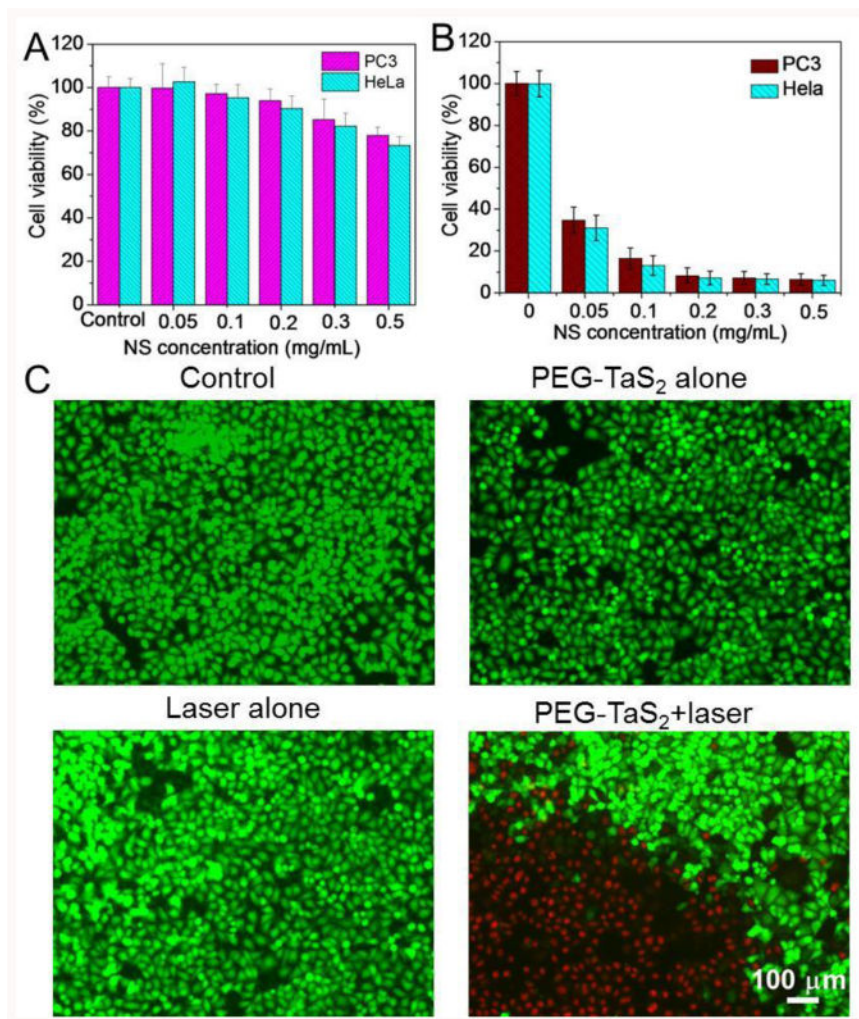 A
120
100
80
60
40
20
0
Cell viability (%)
PC3
HeLa
Control 0.05 0.1 0.2 0.3 0.5
NS concentration (mg/mL)
B
120
100
80
60
40
20
0
Cell viability (%)
PC3
Hela
0 0.05 0.1 0.2 0.3 0.5
NS concentration (mg/mL)
C
Control
PEG-TaS₂ alone
Laser alone
PEG-TaS₂+laser
100 μm